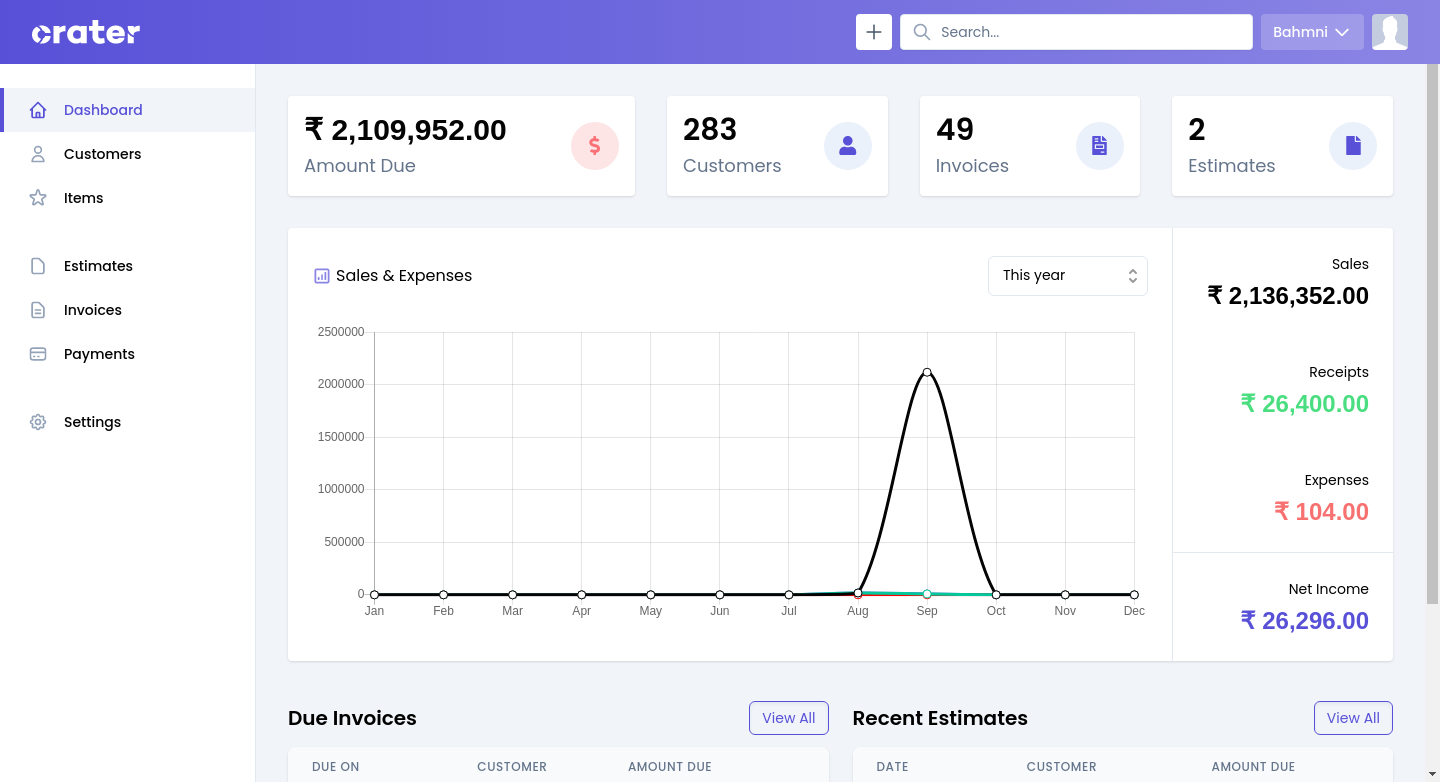 crater
Search...
Bahmni
Dashboard
Customers
Items
Estimates
Invoices
Payments
Settings
₹ 2,109,952.00
Amount Due
283
Customers
49
Invoices
2
Estimates
Sales & Expenses
This year
2500000
2000000
1500000
1000000
500000
0
Jan Feb Mar Apr May Jun Jul Aug Sep Oct Nov Dec
Sales
₹ 2,136,352.00
Receipts
₹ 26,400.00
Expenses
₹ 104.00
Net Income
₹ 26,296.00
Due Invoices
View All
DUE ON CUSTOMER AMOUNT DUE
Recent Estimates
View All
DATE CUSTOMER AMOUNT DUE